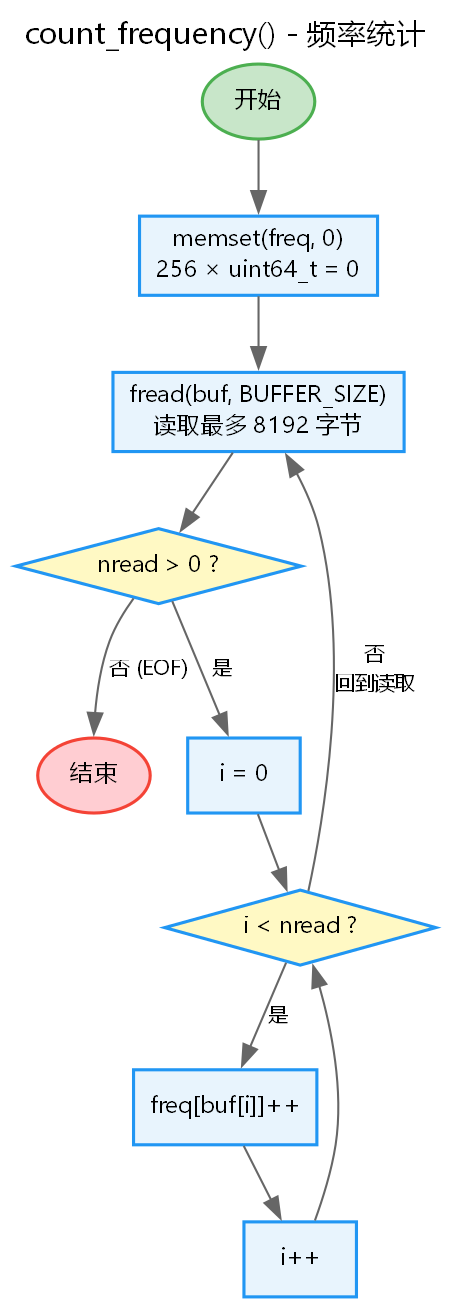 count_frequency() - 频率统计
开始
memset(freq, 0)
256 × uint64_t = 0
fread(buf, BUFFER_SIZE)
读取最多 8192 字节
nread > 0 ?
否 (EOF)
是
结束
i = 0
否
回到读取
i < nread ?
是
freq[buf[i]]++
i++